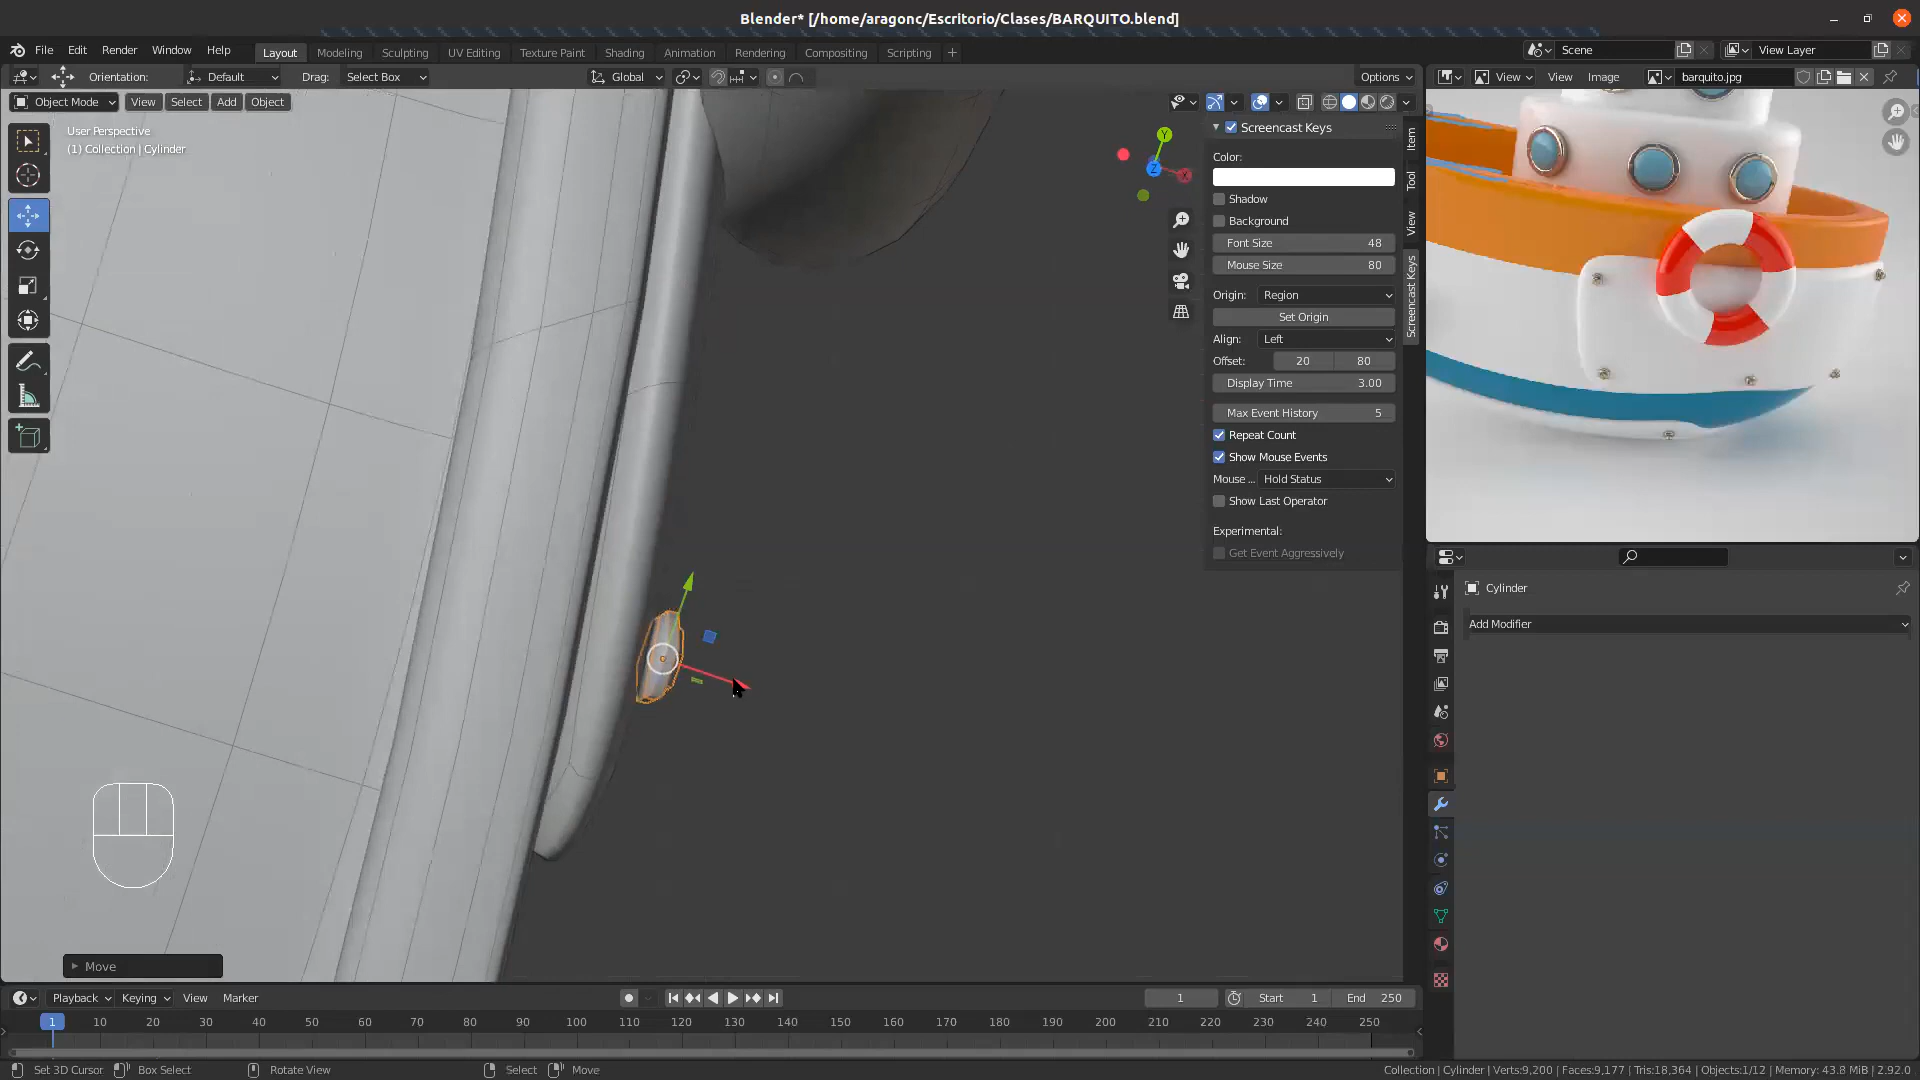 Blender* [/home/aragonc/Escritorio/Clases/BARQUITO.blend]
File Edit Render Window Help
Layout Modeling Sculpting UV Editing Texture Paint Shading Animation Rendering Compositing Scripting +
Scene View Layer
Orientation: Default Drag: Select Box Global Options
View View Image barquito.jpg
Object Mode View Select Add Object
User Perspective
(1) Collection | Cylinder
Y
X
Z
Screencast Keys
Color:
Shadow
Background
Font Size 48
Mouse Size 80
Origin: Region
Set Origin
Align: Left
Offset: 20 80
Display Time 3.00
Max Event History 5
Repeat Count
Show Mouse Events
Mouse ... Hold Status
Show Last Operator
Experimental:
Get Event Aggressively
Item
Tool
View
Screencast Keys
Cylinder
Add Modifier
Move
Playback Keying View Marker 1 Start 1 End 250
1 10 20 30 40 50 60 70 80 90 100 110 120 130 140 150 160 170 180 190 200 210 220 230 240 250
Set 3D Cursor Box Select Rotate View Select Move
Collection | Cylinder | Verts:9,200 | Faces:9,177 | Tris:18,364 | Objects:1/12 | Memory: 43.8 MiB | 2.92.0